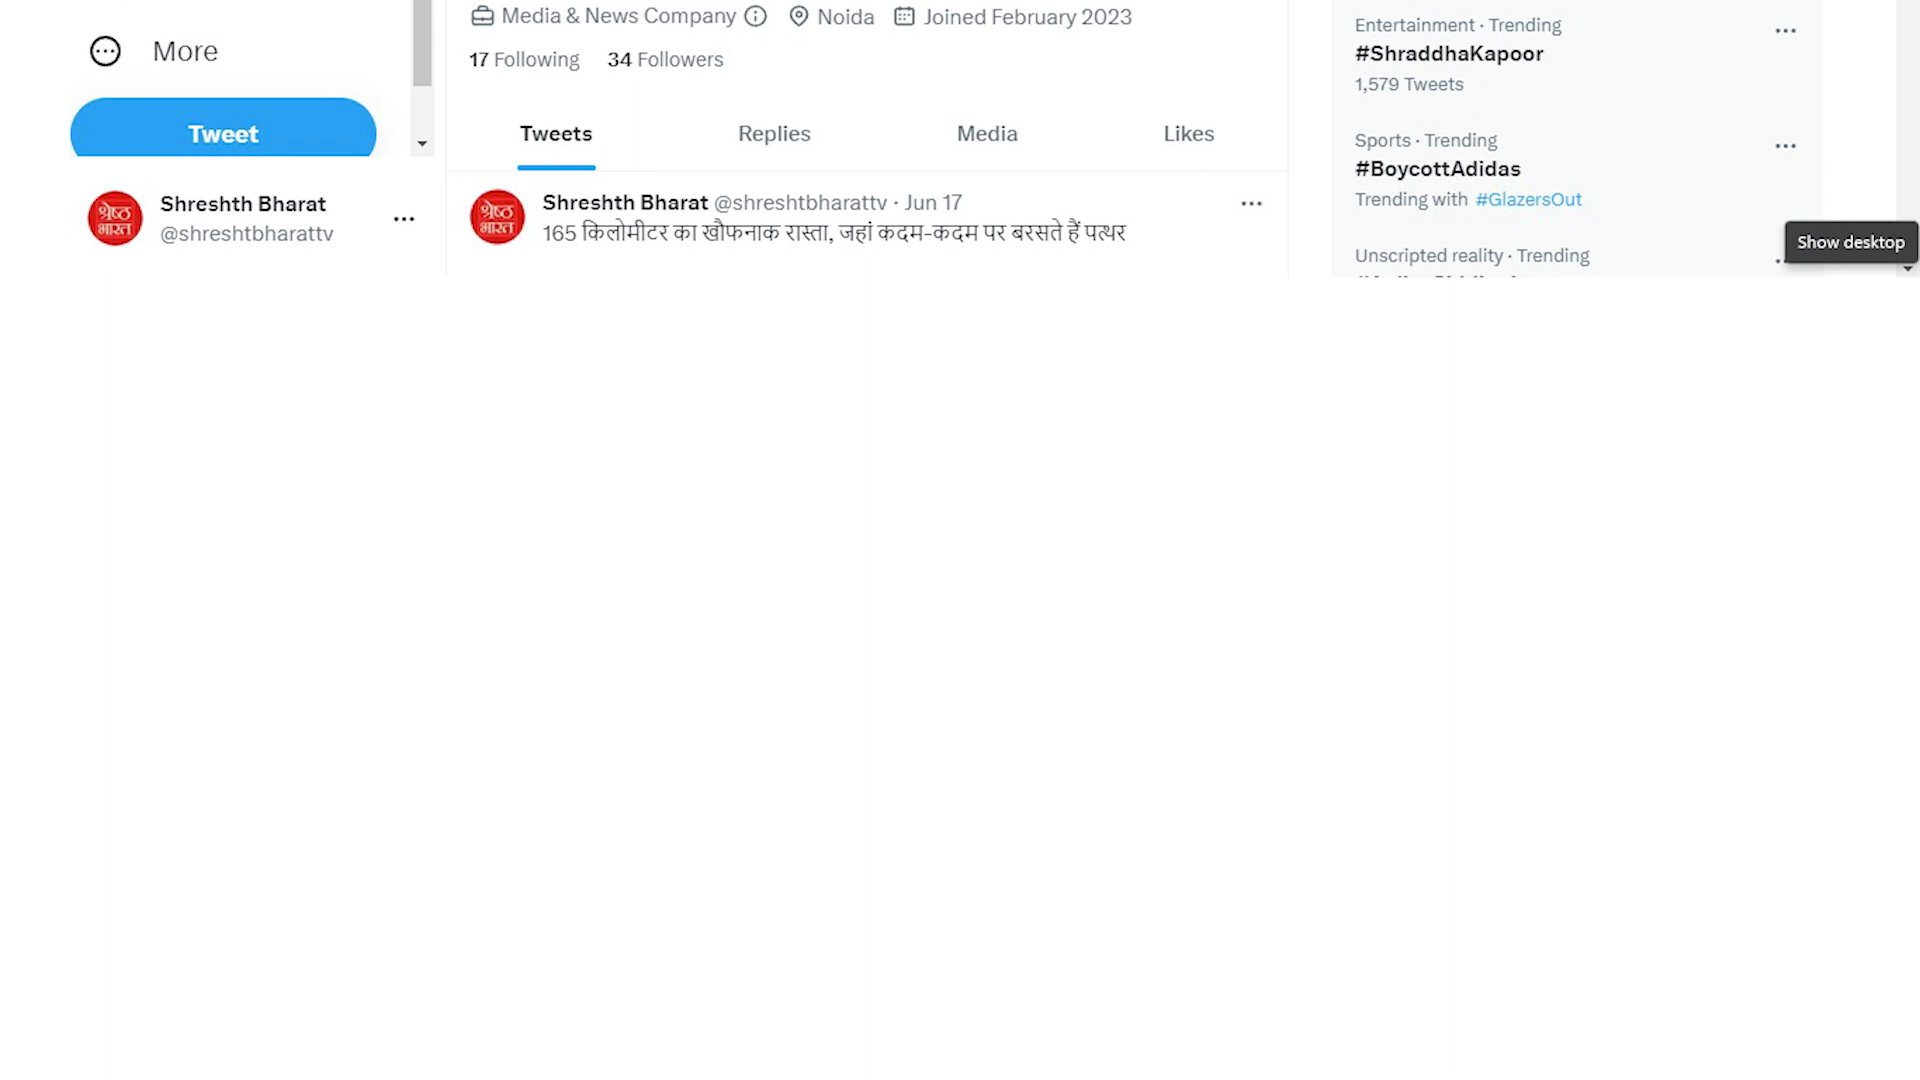 More
Tweet
Shreshth Bharat
@shreshtbharattv
Media & News Company
Noida
Joined February 2023
17 Following
34 Followers
Tweets
Replies
Media
Likes
श्रेष्ठ
भारत
श्रेष्ठ
भारत
Shreshth Bharat @shreshtbharattv · Jun 17
165 किलोमीटर का खौफनाक रास्ता, जहां कदम-कदम पर बरसते हैं पत्थर
Entertainment · Trending
#ShraddhaKapoor
1,579 Tweets
Sports · Trending
#BoycottAdidas
Trending with #GlazersOut
Unscripted reality · Trending
Show desktop